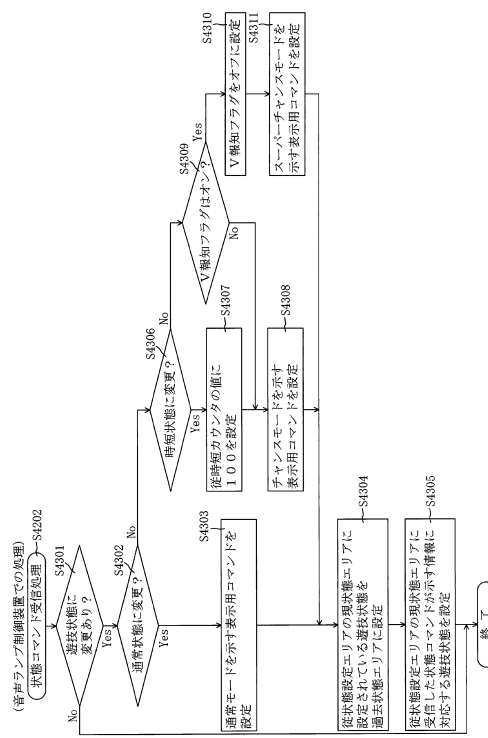 (音声ランプ制御装置での処理)
S4202
状態コマンド受信処理
S4301
遊技状態に
変更あり?
No
Yes
S4302
通常状態に変更?
No
Yes
S4303
通常モードを示す表示用コマンドを
設定
S4306
時短状態に変更?
No
Yes
S4307
従時短カウンタの値に
100を設定
S4309
V報知フラグはオン?
Yes
No
S4308
チャンスモードを示す
表示用コマンドを設定
S4310
V報知フラグをオフに設定
S4311
スーパーチャンスモードを
示す表示用コマンドを設定
S4304
従状態設定エリアの現状態エリアに
設定されている遊技状態を
過去状態エリアに設定
S4305
従状態設定エリアの現状態エリアに
受信した状態コマンドが示す情報に
対応する遊技状態を設定
終了